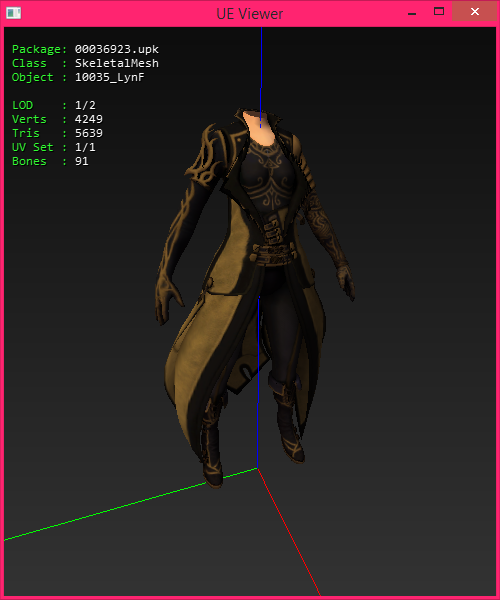 UE Viewer
Package: 00036923.upk
Class : SkeletalMesh
Object : 10035_LynF
LOD : 1/2
Verts : 4249
Tris : 5639
UV Set : 1/1
Bones : 91